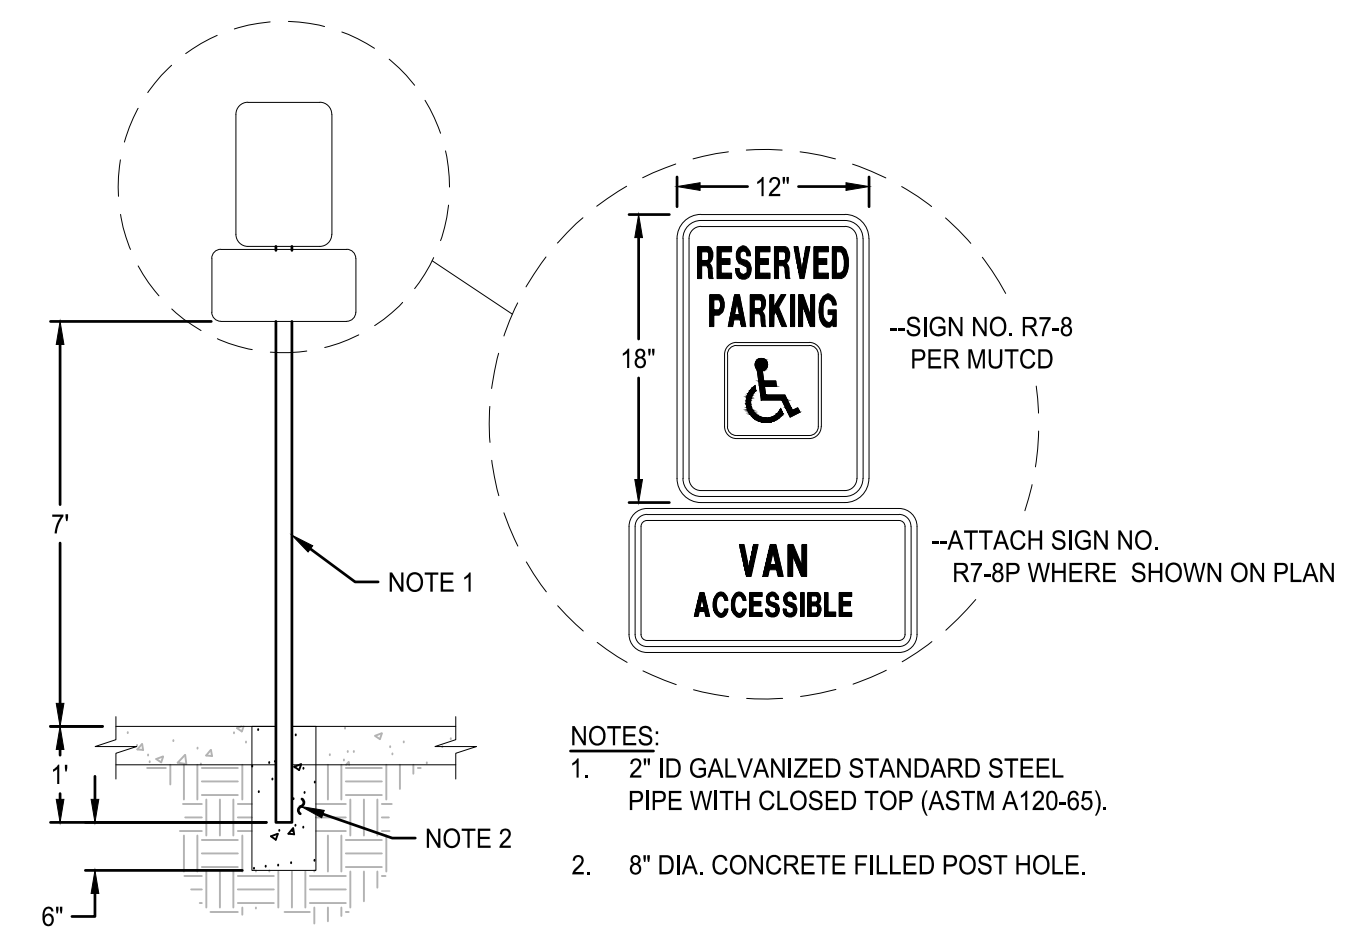 12"
RESERVED
PARKING
18"
--SIGN NO. R7-8
PER MUTCD
VAN
ACCESSIBLE
--ATTACH SIGN NO.
R7-8P WHERE SHOWN ON PLAN
7'
NOTE 1
1'
NOTE 2
6"
NOTES:
1. 2" ID GALVANIZED STANDARD STEEL
PIPE WITH CLOSED TOP (ASTM A120-65).
2. 8" DIA. CONCRETE FILLED POST HOLE.